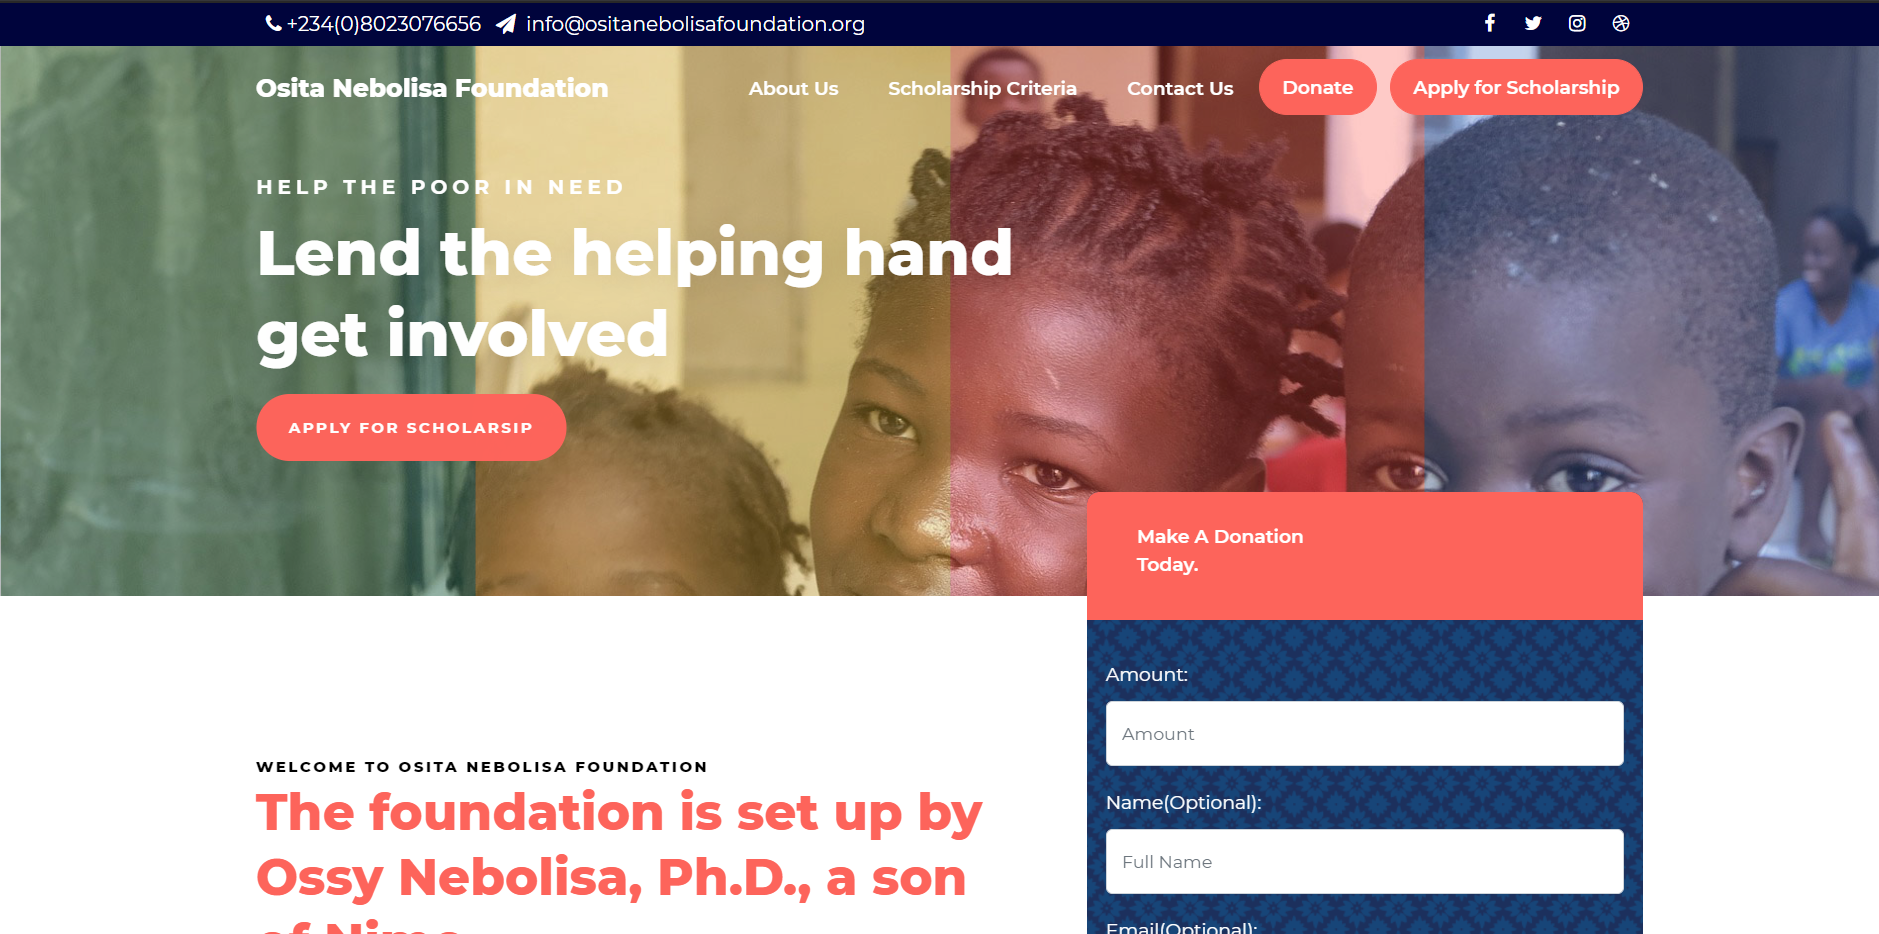 +234(0)8023076656 info@ositanebolisafoundation.org
Osita Nebolisa Foundation
About Us
Scholarship Criteria
Contact Us
Donate
Apply for Scholarship
HELP THE POOR IN NEED
Lend the helping hand
get involved
APPLY FOR SCHOLARSIP
Make A Donation
Today.
Amount:
Amount
Name(Optional):
Full Name
Email(Optional):
WELCOME TO OSITA NEBOLISA FOUNDATION
The foundation is set up by
Ossy Nebolisa, Ph.D., a son
of Nimo